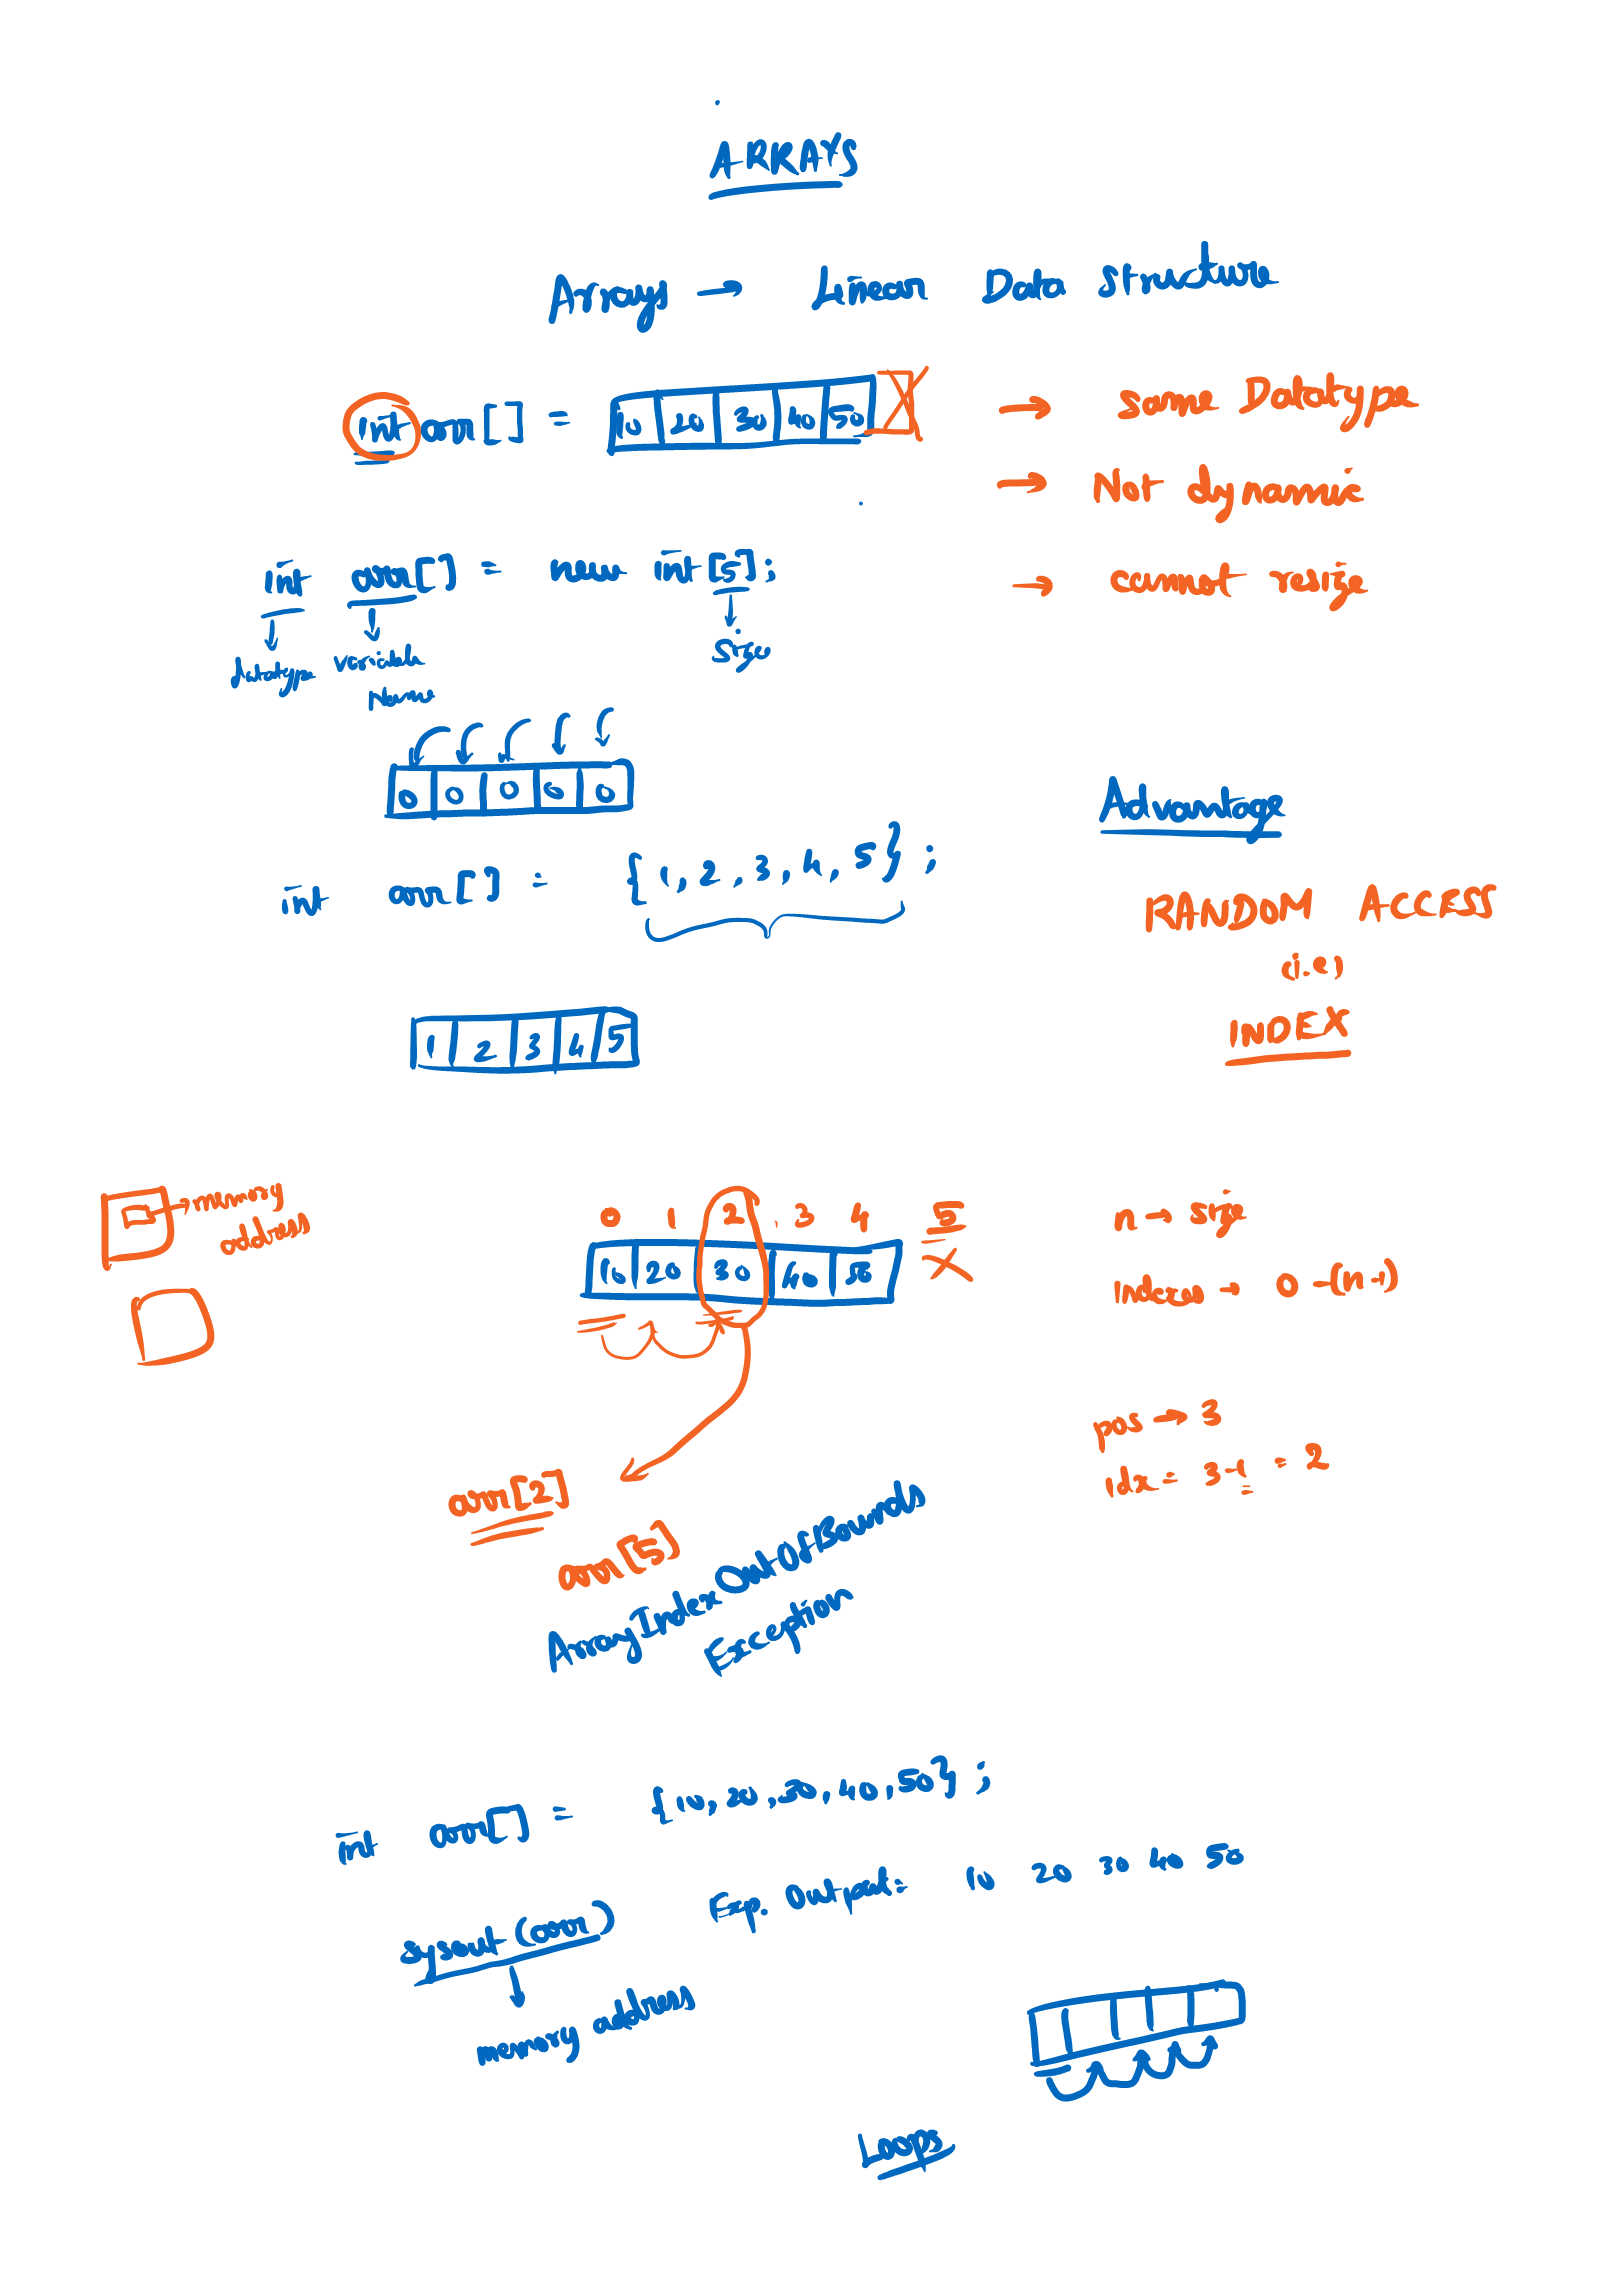 ARRAYS
Arrays → Linear Data structure
int arr[] = 10 20 30 40 50 → same Datatype
→ Not dynamic
int arr[] = new int[5]; → cannot resize
datatype variable Name size
0 0 0 0 0
Advantage
int arr[] = {1, 2, 3, 4, 5};
RANDOM ACCESS
(i.e)
INDEX
1 2 3 4 5
memory
address
0 1 2 3 4 5
10 20 30 40 50
n → size
Indexes → 0 -(n-1)
pos → 3
idx = 3-1 = 2
arr[2]
arr[5]
ArrayIndexOutOfBounds
Exception
int arr[] = {10, 20, 30, 40, 50};
Exp. Output: 10 20 30 40 50
sysout(arr)
memory address
Loops